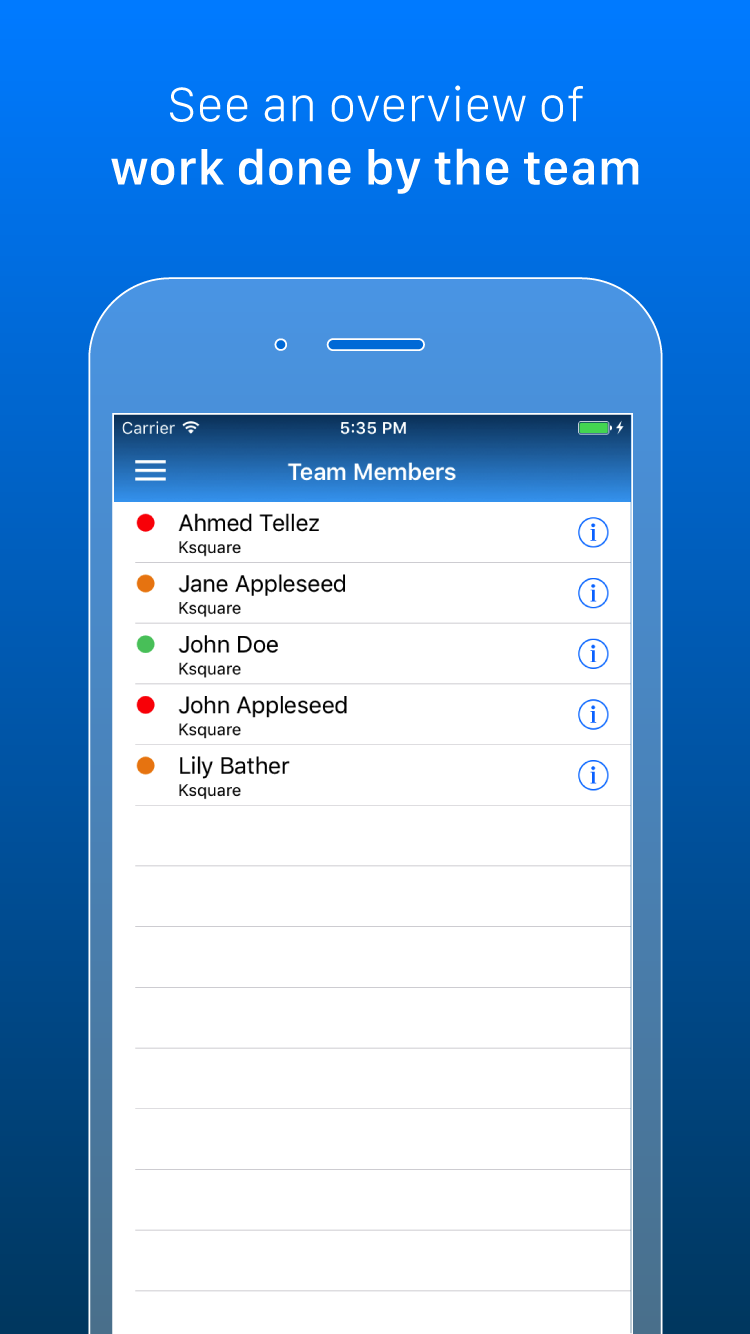 See an overview of
work done by the team
Carrier 5:35 PM
Team Members
Ahmed Tellez
Ksquare
Jane Appleseed
Ksquare
John Doe
Ksquare
John Appleseed
Ksquare
Lily Bather
Ksquare